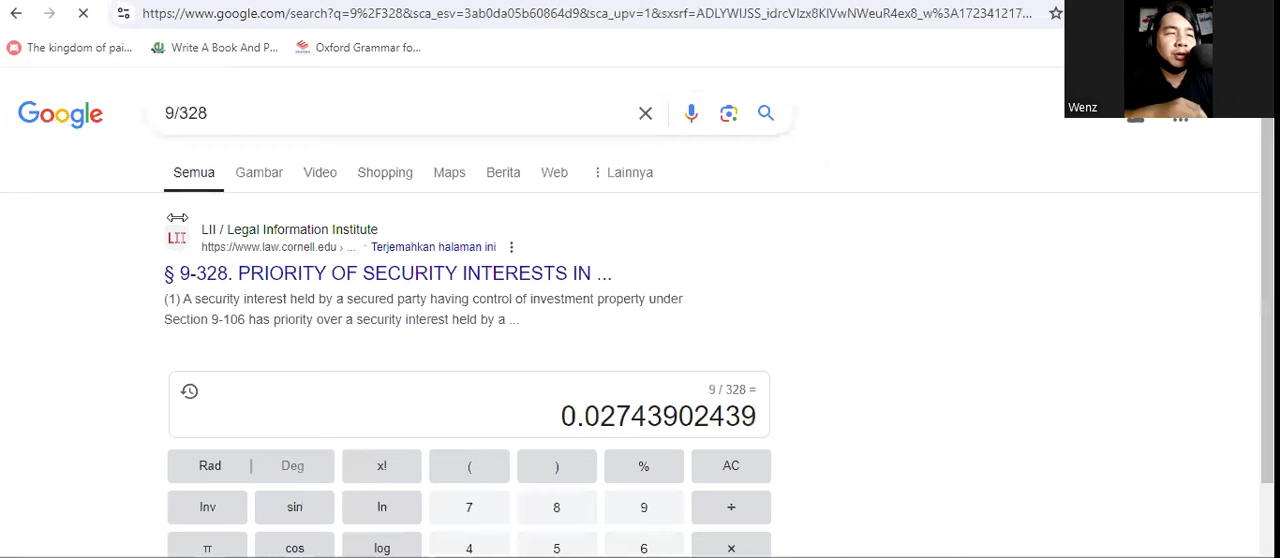 https://www.google.com/search?q=9%2F328&sca_esv=3ab0da05b60864d9&sca_upv=1&sxsrf=ADLYWIJSS_idrcVlzx8KlVwNWeuR4ex8_w%3A172341217...
The kingdom of pai...
Write A Book And P...
Oxford Grammar fo...
Wenz
Google
9/328
Semua Gambar Video Shopping Maps Berita Web Lainnya
LII
LII / Legal Information Institute
https://www.law.cornell.edu › ... · Terjemahkan halaman ini
§ 9-328. PRIORITY OF SECURITY INTERESTS IN ...
(1) A security interest held by a secured party having control of investment property under
Section 9-106 has priority over a security interest held by a ...
9 / 328 =
0.02743902439
Rad | Deg x! ( ) % AC
Inv sin ln 7 8 9 ÷
π cos log 4 5 6 ×